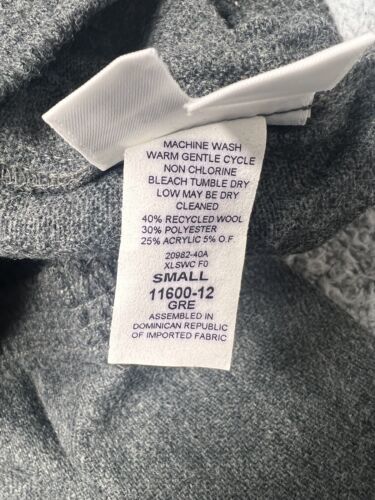 MACHINE WASH
WARM GENTLE CYCLE
NON CHLORINE
BLEACH TUMBLE DRY
LOW MAY BE DRY
CLEANED
40% RECYCLED WOOL
30% POLYESTER
25% ACRYLIC 5% O.F.
20982-40A
XLSWC F0
SMALL
11600-12
GRE
ASSEMBLED IN
DOMINICAN REPUBLIC
OF IMPORTED FABRIC